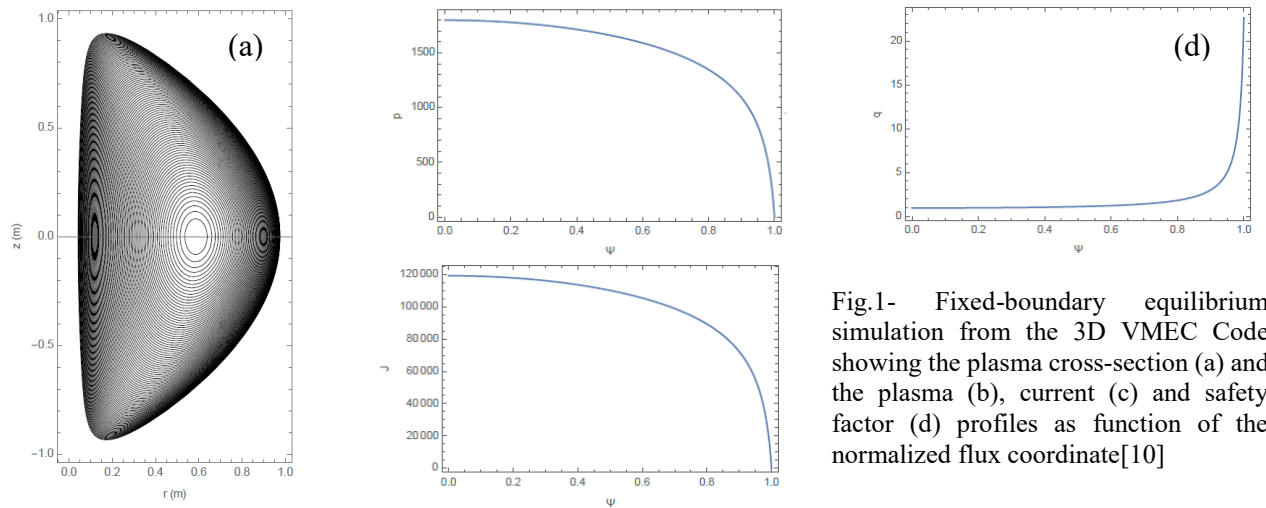 1.0
0.5
0.0
−0.5
−1.0
z (m)
(a)
0.0 0.2 0.4 0.6 0.8 1.0
r (m)
1500
1000
500
0
p
0.0 0.2 0.4 0.6 0.8 1.0
Ψ
120 000
100 000
80 000
60 000
40 000
20 000
0
J
0.0 0.2 0.4 0.6 0.8 1.0
Ψ
20
15
10
5
0
q
(d)
0.0 0.2 0.4 0.6 0.8 1.0
Ψ
Fig.1- Fixed-boundary equilibrium
simulation from the 3D VMEC Code
showing the plasma cross-section (a) and
the plasma (b), current (c) and safety
factor (d) profiles as function of the
normalized flux coordinate[10]